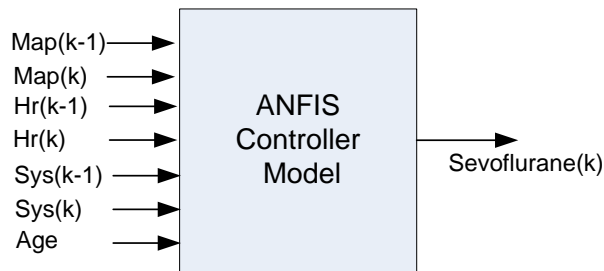 Map(k-1)
Map(k)
Hr(k-1)
Hr(k)
Sys(k-1)
Sys(k)
Age
ANFIS
Controller
Model
Sevoflurane(k)